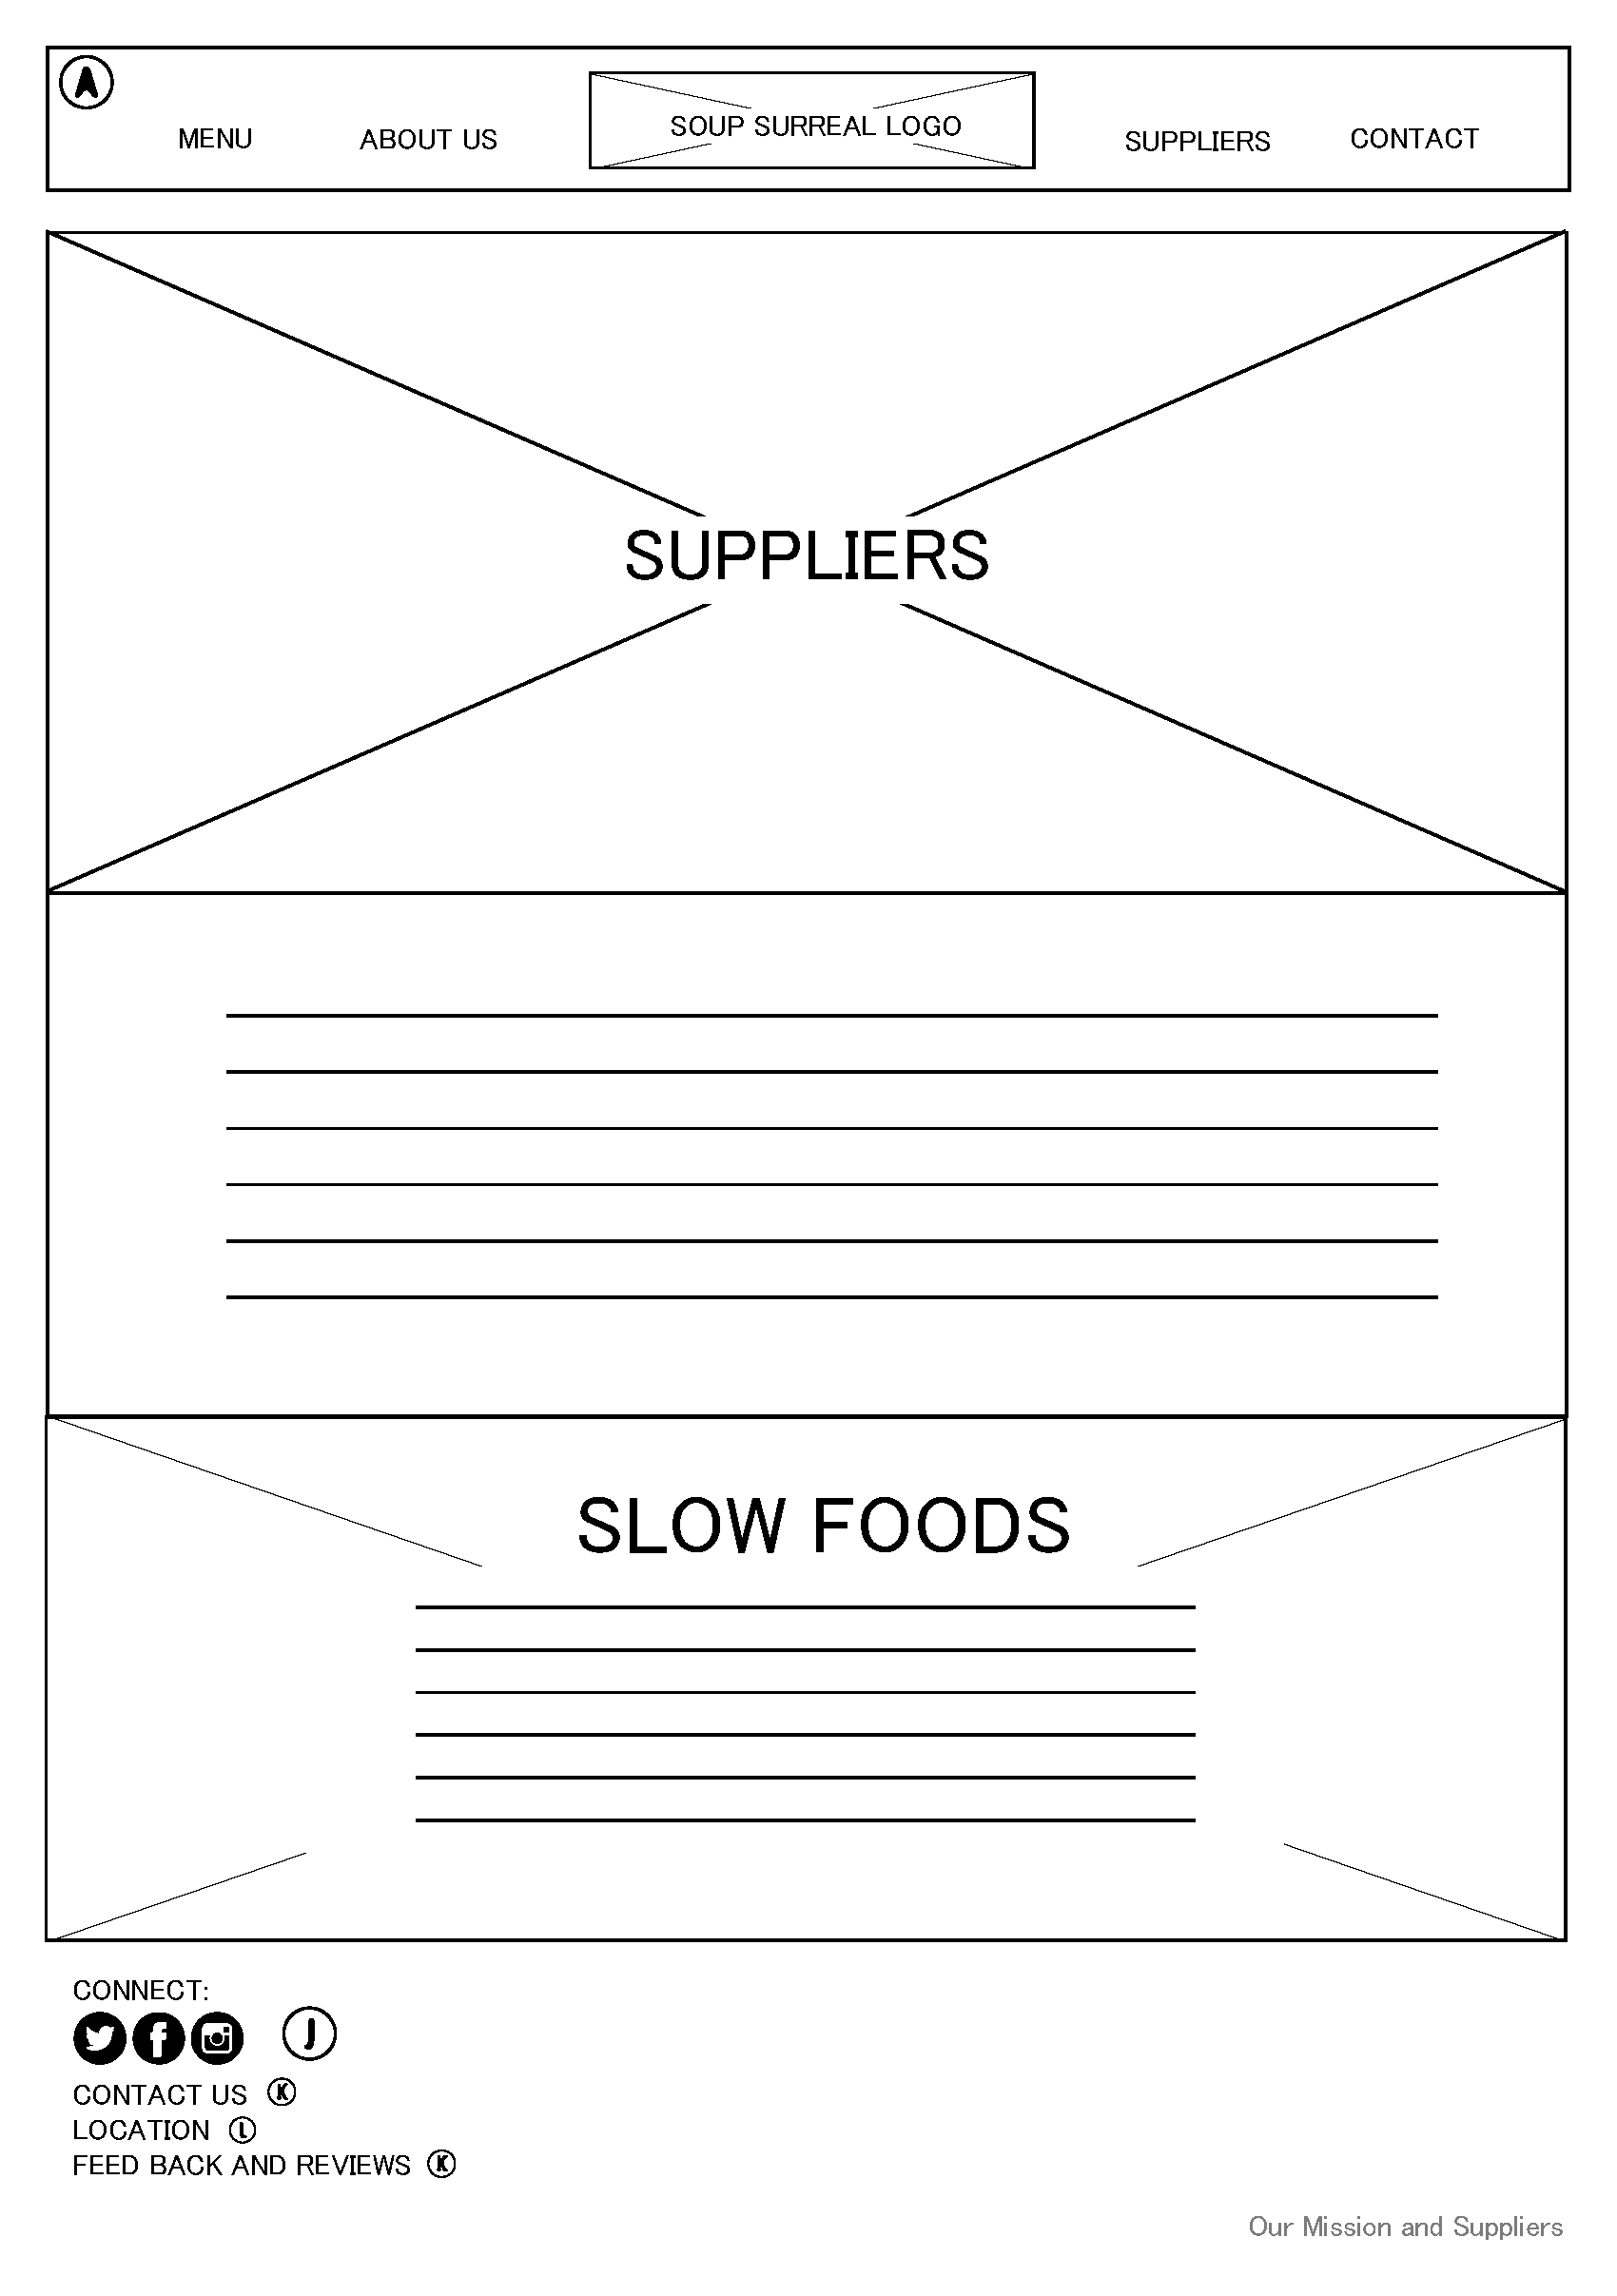 A
MENU ABOUT US SOUP SURREAL LOGO SUPPLIERS CONTACT
SUPPLIERS
SLOW FOODS
CONNECT:
J
CONTACT US K
LOCATION L
FEED BACK AND REVIEWS K
Our Mission and Suppliers